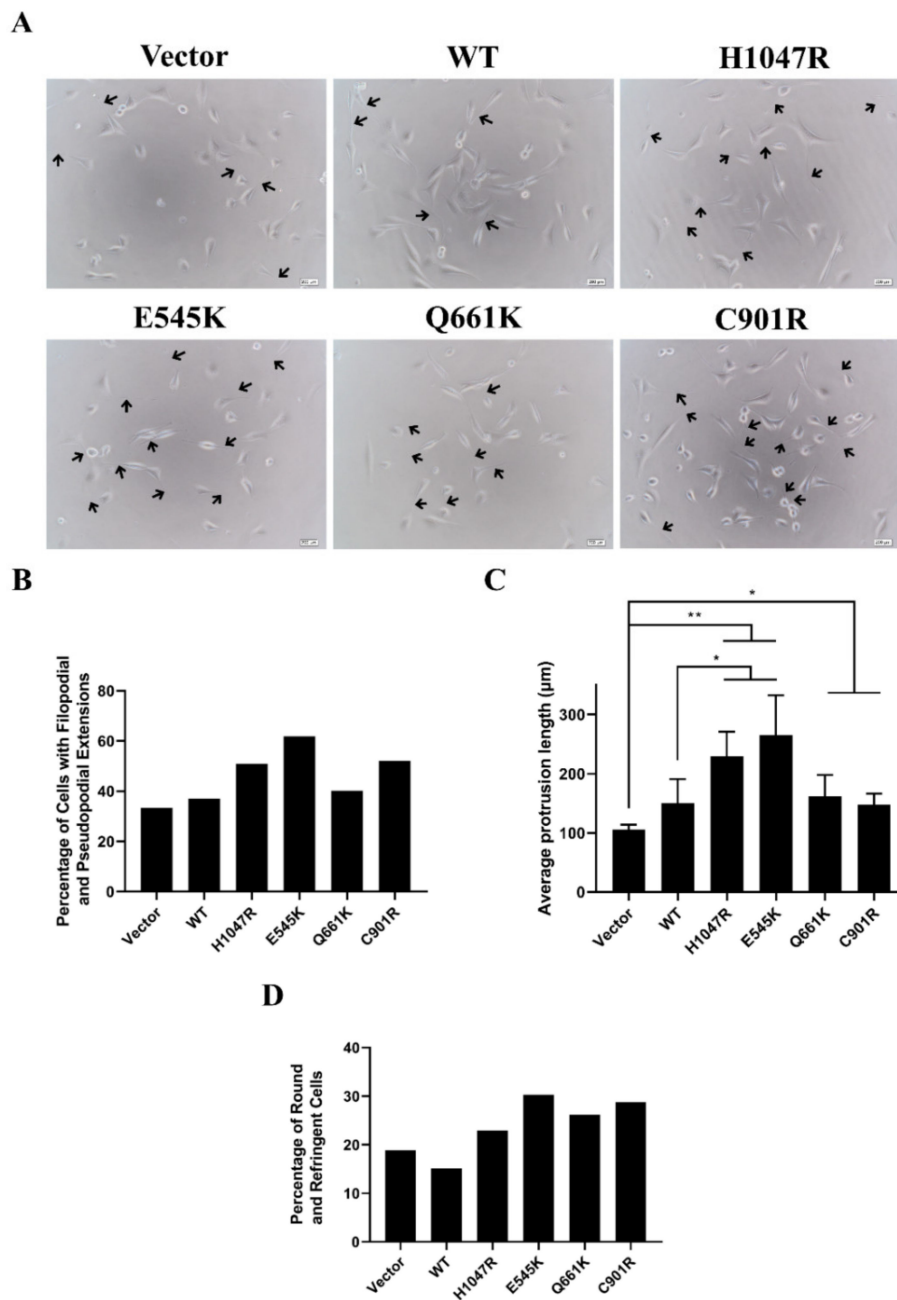 A
Vector
WT
H1047R
E545K
Q661K
C901R
B
Percentage of Cells with Filopodial
and Pseudopodial Extensions
80
60
40
20
0
Vector
WT
H1047R
E545K
Q661K
C901R
C
*
**
*
Average protrusion length (µm)
300
200
100
0
Vector
WT
H1047R
E545K
Q661K
C901R
D
Percentage of Round
and Refringent Cells
40
30
20
10
0
Vector
WT
H1047R
E545K
Q661K
C901R